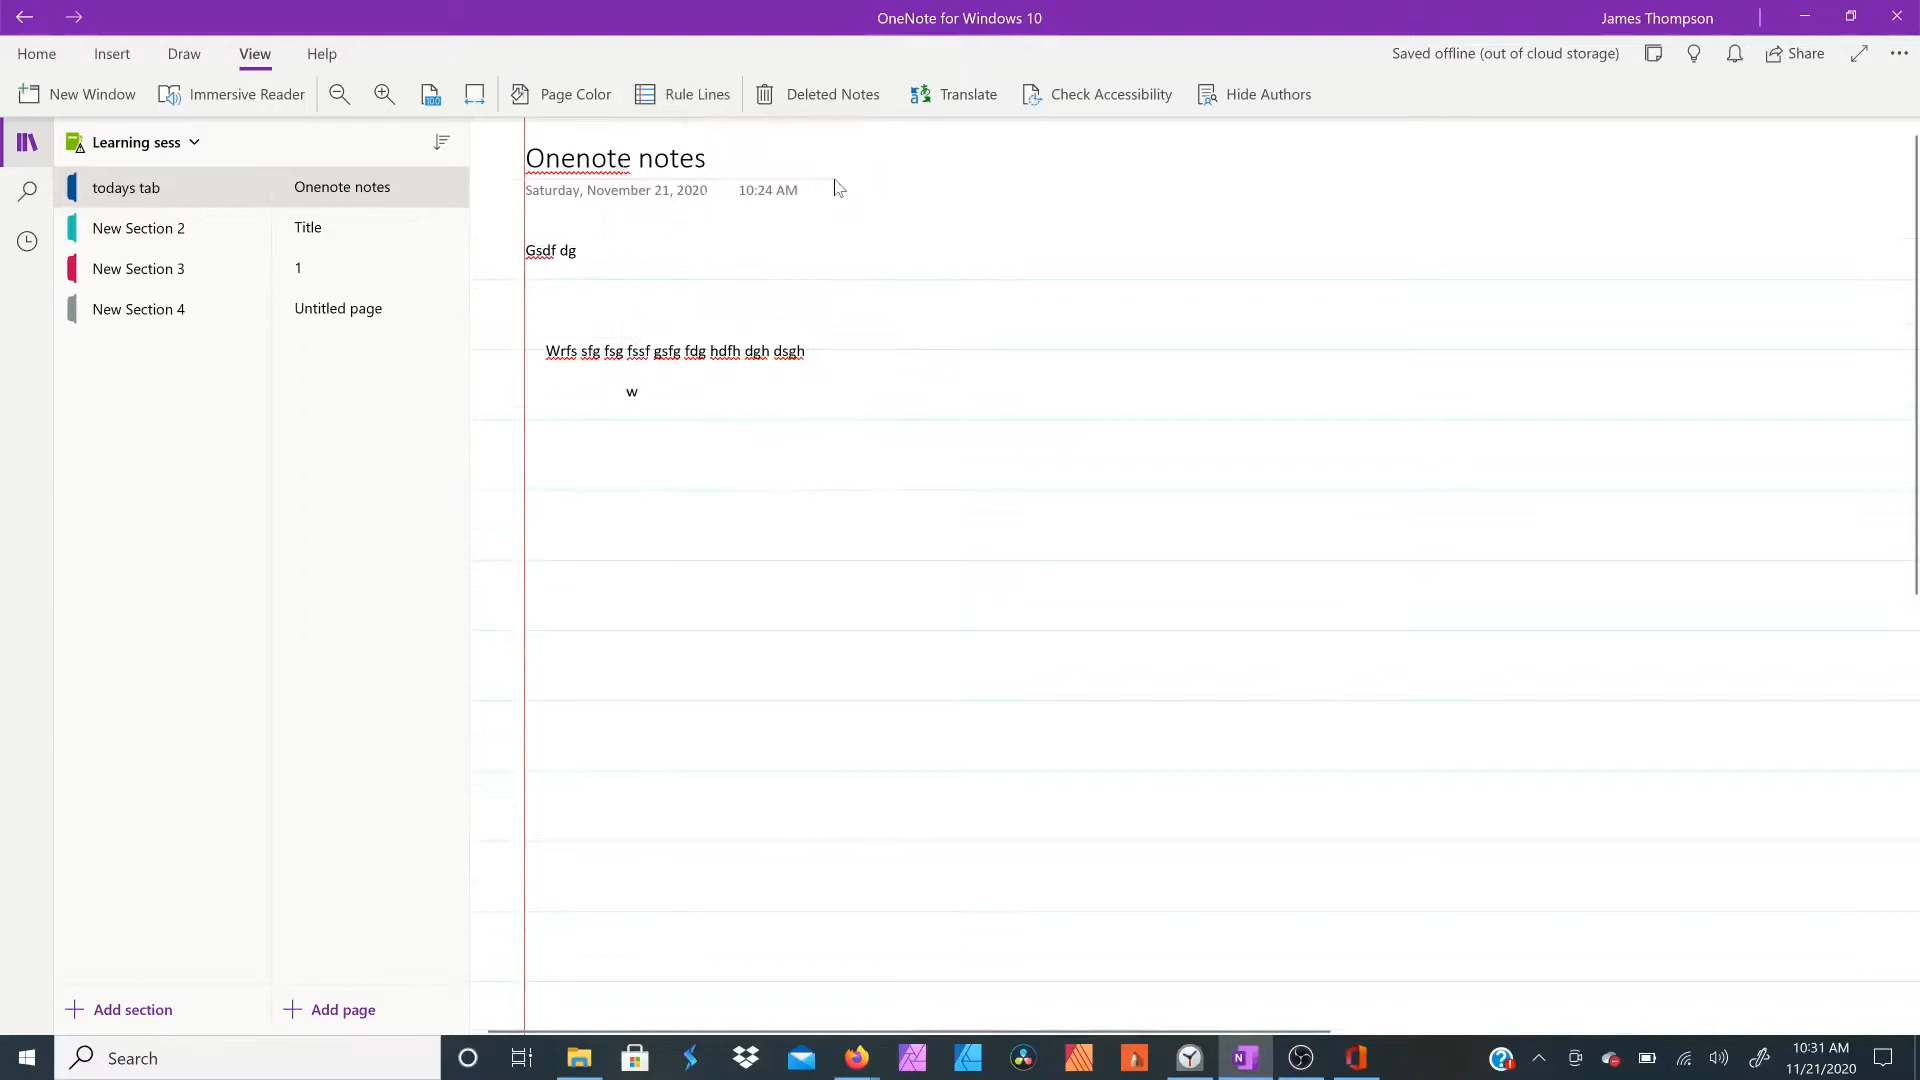 OneNote for Windows 10
James Thompson
Home Insert Draw View Help
Saved offline (out of cloud storage)
Share
New Window Immersive Reader
100
Page Color Rule Lines Deleted Notes Translate Check Accessibility Hide Authors
Learning sess
todays tab
New Section 2
New Section 3
New Section 4
Onenote notes
Title
1
Untitled page
Onenote notes
Saturday, November 21, 2020 10:24 AM
Gsdf dg
Wrfs sfg fsg fssf gsfg fdg hdfh dgh dsgh
w
Add section
Add page
Search
10:31 AM
11/21/2020